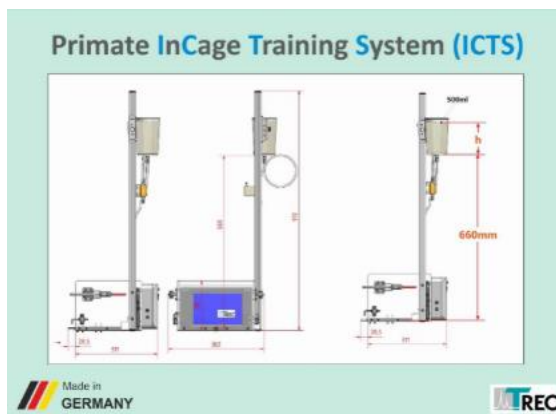 Primate InCage Training System (ICTS)
500ml
h
660mm
Made in
GERMANY
TREC